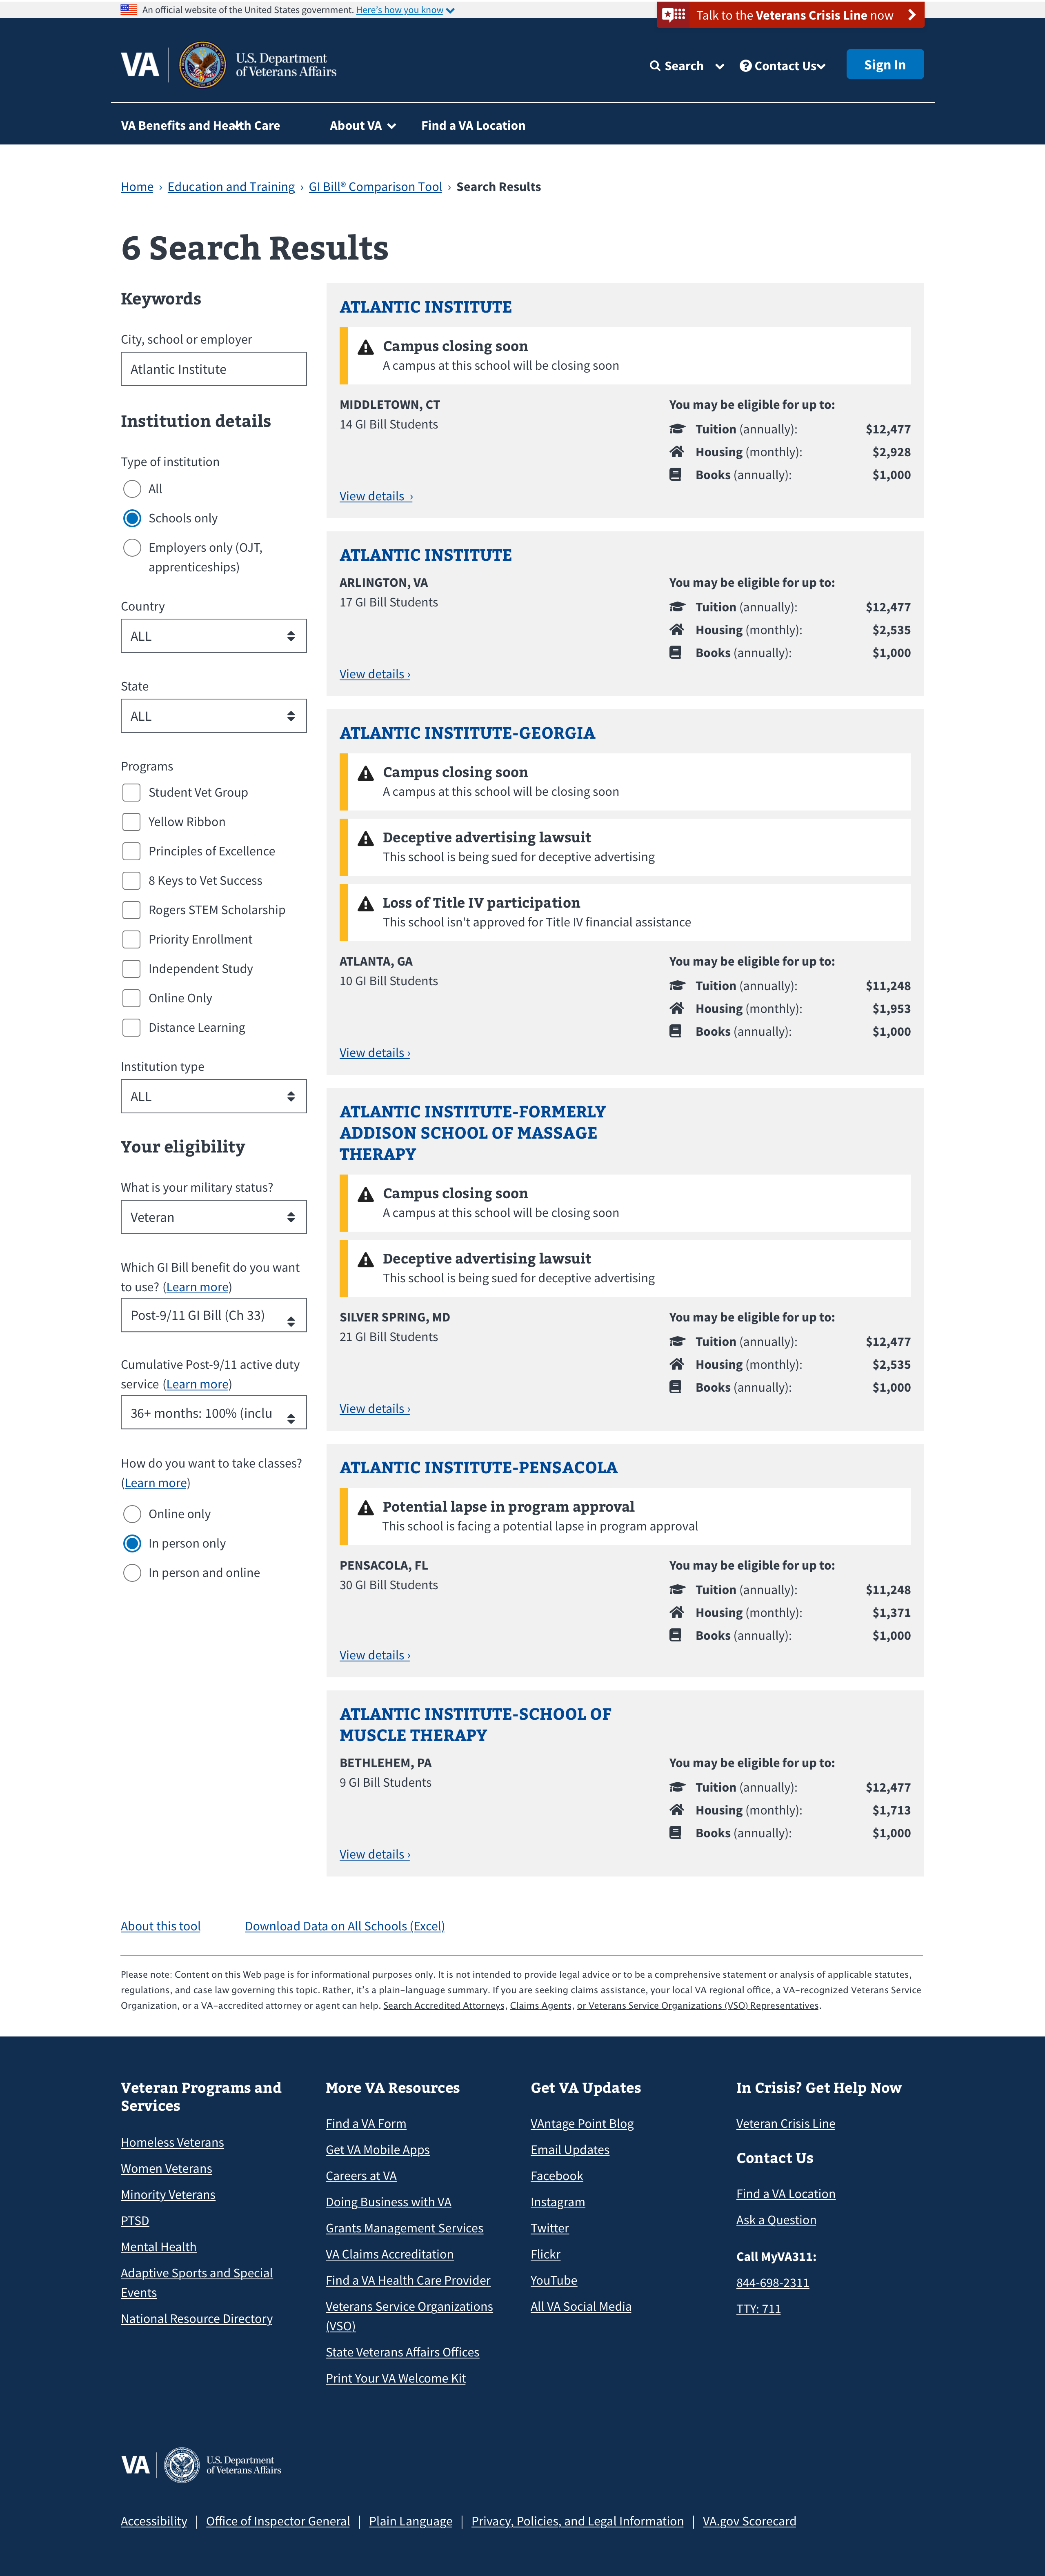 An official website of the United States government. Here's how you know
Talk to the Veterans Crisis Line now
VA
U.S. Department
of Veterans Affairs
Search
Contact Us
Sign In
VA Benefits and Health Care
About VA
Find a VA Location
Home › Education and Training › GI Bill® Comparison Tool › Search Results
6 Search Results
Keywords
City, school or employer
Atlantic Institute
Institution details
Type of institution
All
Schools only
Employers only (OJT,
apprenticeships)
Country
ALL
State
ALL
Programs
Student Vet Group
Yellow Ribbon
Principles of Excellence
8 Keys to Vet Success
Rogers STEM Scholarship
Priority Enrollment
Independent Study
Online Only
Distance Learning
Institution type
ALL
Your eligibility
What is your military status?
Veteran
Which GI Bill benefit do you want
to use? (Learn more)
Post-9/11 GI Bill (Ch 33)
Cumulative Post-9/11 active duty
service (Learn more)
36+ months: 100% (inclu
How do you want to take classes?
(Learn more)
Online only
In person only
In person and online
ATLANTIC INSTITUTE
Campus closing soon
A campus at this school will be closing soon
MIDDLETOWN, CT
14 GI Bill Students
You may be eligible for up to:
Tuition (annually): $12,477
Housing (monthly): $2,928
Books (annually): $1,000
View details ›
ATLANTIC INSTITUTE
ARLINGTON, VA
17 GI Bill Students
You may be eligible for up to:
Tuition (annually): $12,477
Housing (monthly): $2,535
Books (annually): $1,000
View details ›
ATLANTIC INSTITUTE-GEORGIA
Campus closing soon
A campus at this school will be closing soon
Deceptive advertising lawsuit
This school is being sued for deceptive advertising
Loss of Title IV participation
This school isn't approved for Title IV financial assistance
ATLANTA, GA
10 GI Bill Students
You may be eligible for up to:
Tuition (annually): $11,248
Housing (monthly): $1,953
Books (annually): $1,000
View details ›
ATLANTIC INSTITUTE-FORMERLY
ADDISON SCHOOL OF MASSAGE
THERAPY
Campus closing soon
A campus at this school will be closing soon
Deceptive advertising lawsuit
This school is being sued for deceptive advertising
SILVER SPRING, MD
21 GI Bill Students
You may be eligible for up to:
Tuition (annually): $12,477
Housing (monthly): $2,535
Books (annually): $1,000
View details ›
ATLANTIC INSTITUTE-PENSACOLA
Potential lapse in program approval
This school is facing a potential lapse in program approval
PENSACOLA, FL
30 GI Bill Students
You may be eligible for up to:
Tuition (annually): $11,248
Housing (monthly): $1,371
Books (annually): $1,000
View details ›
ATLANTIC INSTITUTE-SCHOOL OF
MUSCLE THERAPY
BETHLEHEM, PA
9 GI Bill Students
You may be eligible for up to:
Tuition (annually): $12,477
Housing (monthly): $1,713
Books (annually): $1,000
View details ›
About this tool
Download Data on All Schools (Excel)
Please note: Content on this Web page is for informational purposes only. It is not intended to provide legal advice or to be a comprehensive statement or analysis of applicable statutes,
regulations, and case law governing this topic. Rather, it's a plain-language summary. If you are seeking claims assistance, your local VA regional office, a VA-recognized Veterans Service
Organization, or a VA-accredited attorney or agent can help. Search Accredited Attorneys, Claims Agents, or Veterans Service Organizations (VSO) Representatives.
Veteran Programs and
Services
Homeless Veterans
Women Veterans
Minority Veterans
PTSD
Mental Health
Adaptive Sports and Special
Events
National Resource Directory
More VA Resources
Find a VA Form
Get VA Mobile Apps
Careers at VA
Doing Business with VA
Grants Management Services
VA Claims Accreditation
Find a VA Health Care Provider
Veterans Service Organizations
(VSO)
State Veterans Affairs Offices
Print Your VA Welcome Kit
Get VA Updates
VAntage Point Blog
Email Updates
Facebook
Instagram
Twitter
Flickr
YouTube
All VA Social Media
In Crisis? Get Help Now
Veteran Crisis Line
Contact Us
Find a VA Location
Ask a Question
Call MyVA311:
844-698-2311
TTY: 711
VA
U.S. Department
of Veterans Affairs
Accessibility | Office of Inspector General | Plain Language | Privacy, Policies, and Legal Information | VA.gov Scorecard